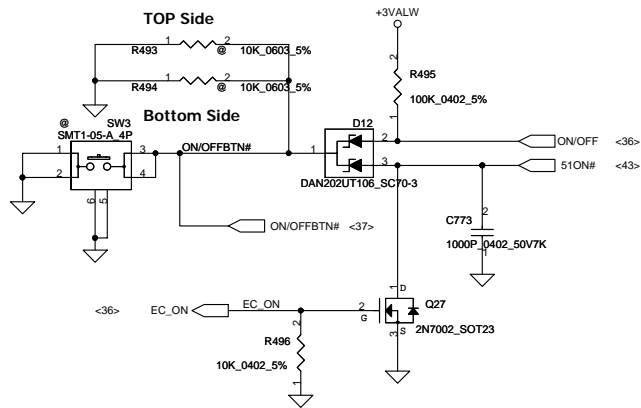 TOP Side
+3VALW
R493 1 2 @ 10K_0603_5%
R494 1 2 @ 10K_0603_5%
R495
100K_0402_5%
2
1
Bottom Side
@ SW3
SMT1-05-A_4P
1
2
3
4
6
5
ON/OFFBTN#
D12
1
2
3
DAN202UT106_SC70-3
ON/OFF <36>
51ON# <43>
ON/OFFBTN# <37>
C773
2
1
1000P_0402_50V7K
<36> EC_ON
EC_ON
1 D
2 G
3 S
Q27
2N7002_SOT23
2
R496
10K_0402_5%
1